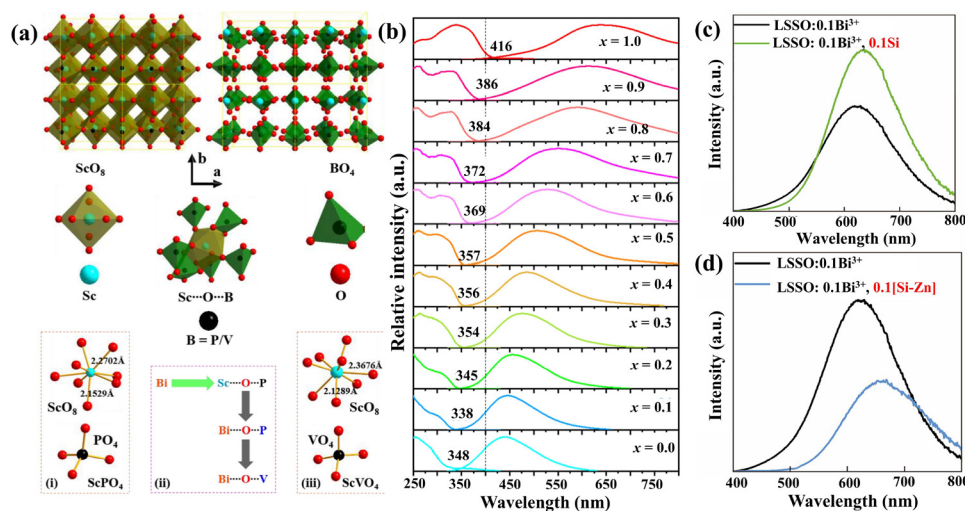 (a)
ScO₈
b
a
BO₄
Sc
Sc···O···B
B = P/V
O
2.2702Å
2.1529Å
ScO₈
PO₄
(i)
ScPO₄
Bi Sc···O···P
Bi···O···P
Bi···O···V
(ii)
2.3676Å
2.1289Å
ScO₈
VO₄
(iii)
ScVO₄
(b)
Relative intensity (a.u.)
416 x = 1.0
386 x = 0.9
384 x = 0.8
372 x = 0.7
369 x = 0.6
357 x = 0.5
356 x = 0.4
354 x = 0.3
345 x = 0.2
338 x = 0.1
348 x = 0.0
250 350 450 550 650 750
Wavelength (nm)
(c)
LSSO:0.1Bi³⁺
LSSO: 0.1Bi³⁺, 0.1Si
Intensity (a.u.)
400 500 600 700 800
Wavelength (nm)
(d)
LSSO:0.1Bi³⁺
LSSO: 0.1Bi³⁺, 0.1[Si-Zn]
Intensity (a.u.)
400 500 600 700 800
Wavelength (nm)